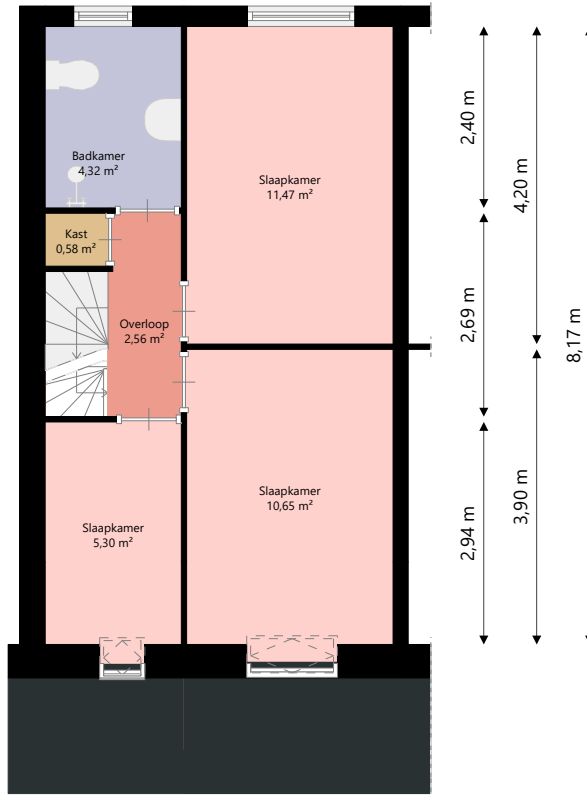 Badkamer
4,32 m²
Slaapkamer
11,47 m²
Kast
0,58 m²
Overloop
2,56 m²
Slaapkamer
10,65 m²
Slaapkamer
5,30 m²
2,40 m
4,20 m
2,69 m
8,17 m
2,94 m
3,90 m